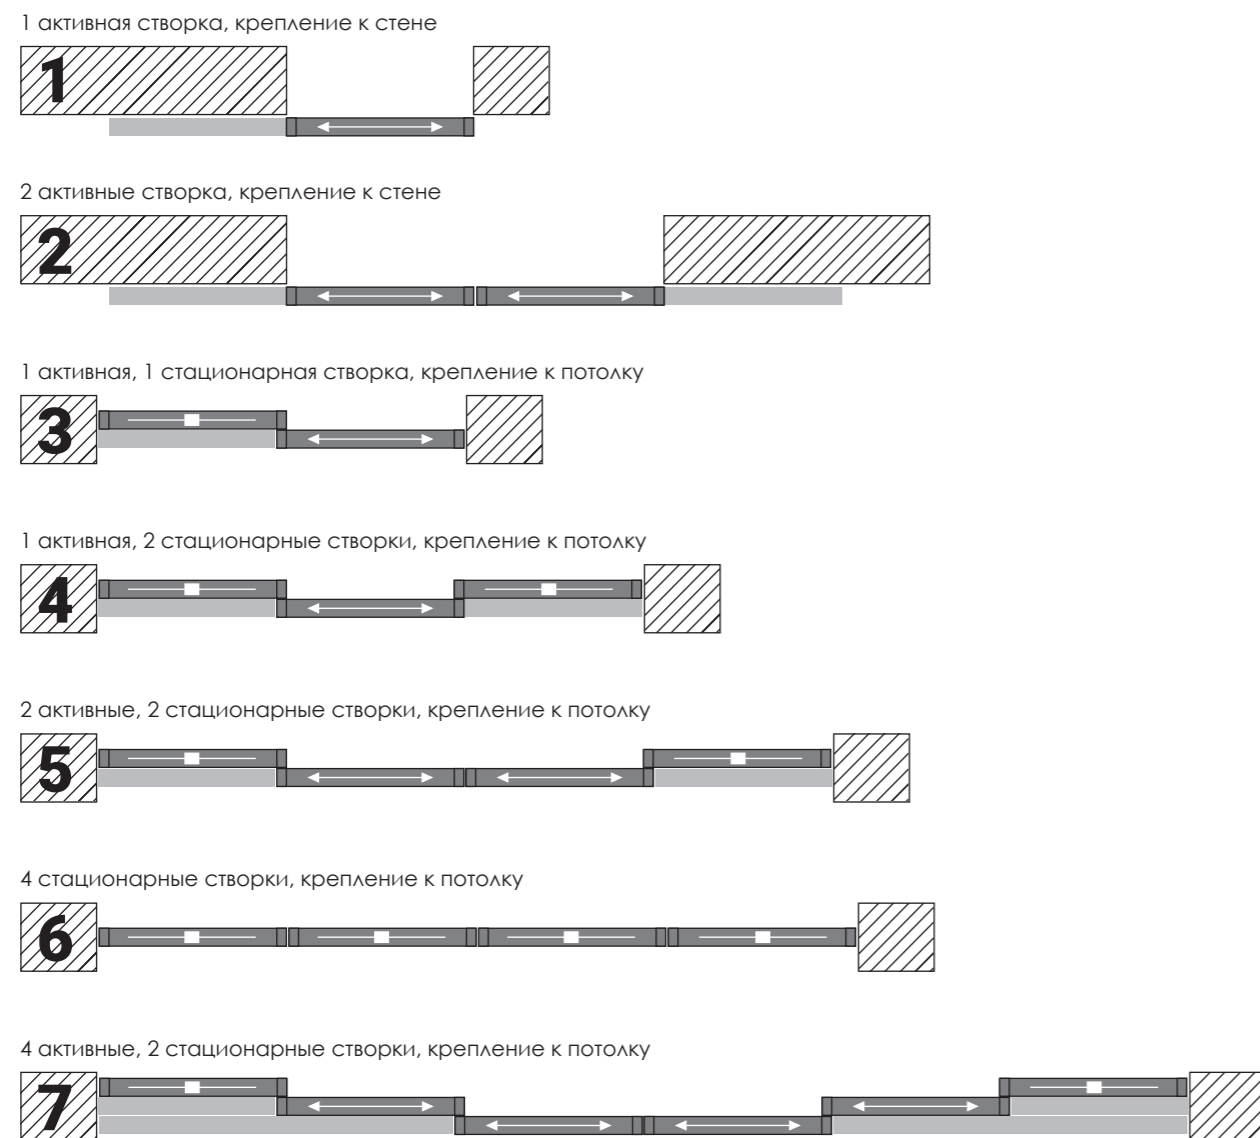 1 активная створка, крепление к стене
1
2 активные створка, крепление к стене
2
1 активная, 1 стационарная створка, крепление к потолку
3
1 активная, 2 стационарные створки, крепление к потолку
4
2 активные, 2 стационарные створки, крепление к потолку
5
4 стационарные створки, крепление к потолку
6
4 активные, 2 стационарные створки, крепление к потолку
7